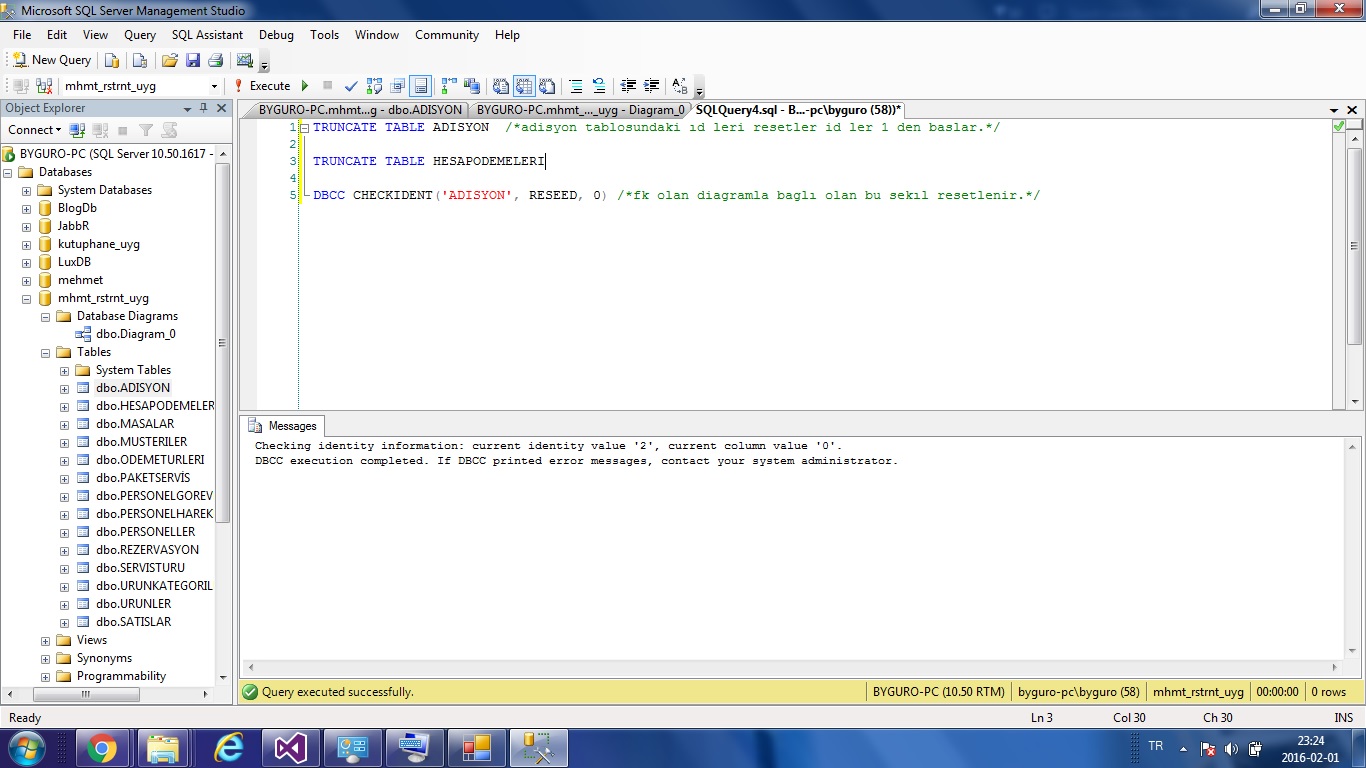 Microsoft SQL Server Management Studio
File Edit View Query SQL Assistant Debug Tools Window Community Help
New Query
mhmt_rstrnt_uyg Execute
Object Explorer
BYGURO-PC.mhmt...g - dbo.ADISYON BYGURO-PC.mhmt_..._uyg - Diagram_0 SQLQuery4.sql - B...-pc\byguro (58))*
Connect
BYGURO-PC (SQL Server 10.50.1617 -
Databases
System Databases
BlogDb
JabbR
kutuphane_uyg
LuxDB
mehmet
mhmt_rstrnt_uyg
Database Diagrams
dbo.Diagram_0
Tables
System Tables
dbo.ADISYON
dbo.HESAPODEMELER
dbo.MASALAR
dbo.MUSTERILER
dbo.ODEMETURLERI
dbo.PAKETSERVİS
dbo.PERSONELGOREV
dbo.PERSONELHAREK
dbo.PERSONELLER
dbo.REZERVASYON
dbo.SERVISTURU
dbo.URUNKATEGORIL
dbo.URUNLER
dbo.SATISLAR
Views
Synonyms
Programmability
1 TRUNCATE TABLE ADISYON /*adisyon tablosundaki ıd leri resetler id ler 1 den baslar.*/
2
3 TRUNCATE TABLE HESAPODEMELERI
4
5 DBCC CHECKIDENT('ADISYON', RESEED, 0) /*fk olan diagramla baglı olan bu sekıl resetlenir.*/
Messages
Checking identity information: current identity value '2', current column value '0'.
DBCC execution completed. If DBCC printed error messages, contact your system administrator.
Query executed successfully. BYGURO-PC (10.50 RTM) byguro-pc\byguro (58) mhmt_rstrnt_uyg 00:00:00 0 rows
Ready Ln 3 Col 30 Ch 30 INS
TR 23:24
2016-02-01